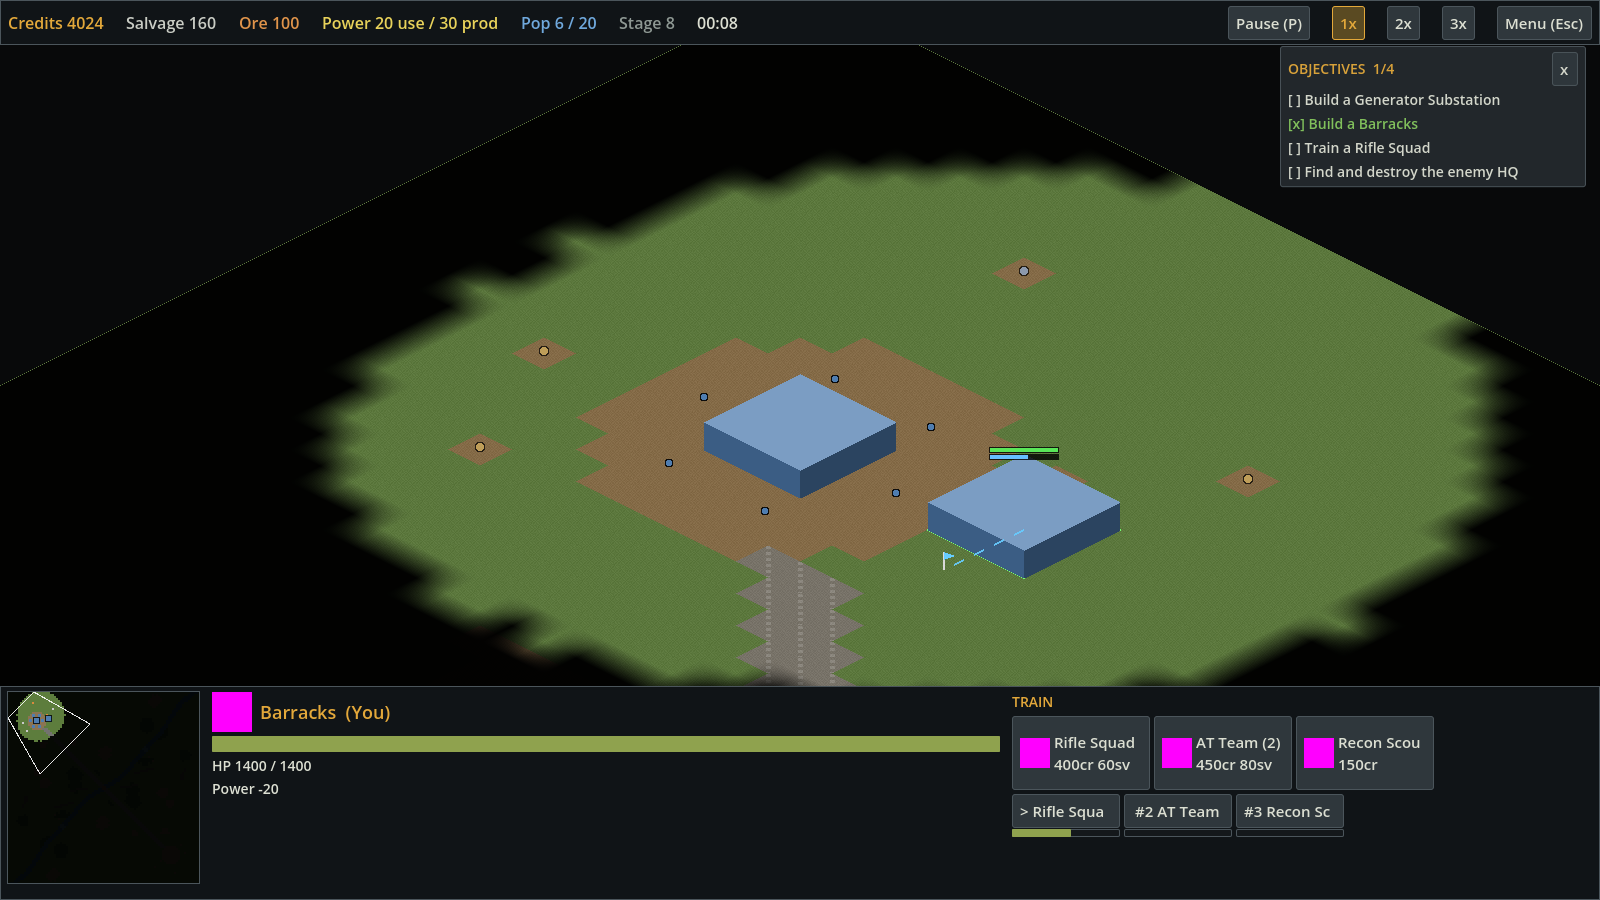 Credits 4024 Salvage 160 Ore 100 Power 20 use / 30 prod Pop 6 / 20 Stage 8 00:08 Pause (P) 1x 2x 3x Menu (Esc)
OBJECTIVES 1/4 x
[ ] Build a Generator Substation
[x] Build a Barracks
[ ] Train a Rifle Squad
[ ] Find and destroy the enemy HQ
Barracks (You)
HP 1400 / 1400
Power -20
TRAIN
Rifle Squad
400cr 60sv
AT Team (2)
450cr 80sv
Recon Scou
150cr
> Rifle Squa
#2 AT Team
#3 Recon Sc